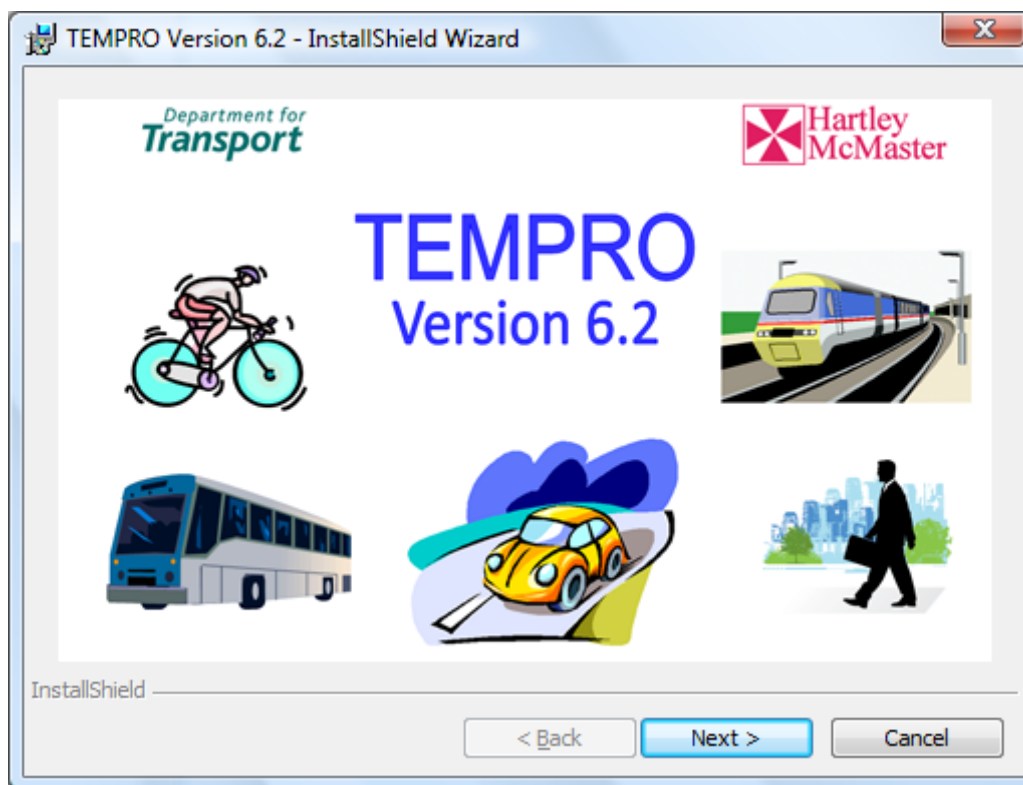 TEMPRO Version 6.2 - InstallShield Wizard
Department for
Transport
Hartley
McMaster
TEMPRO
Version 6.2
InstallShield
< Back
Next >
Cancel